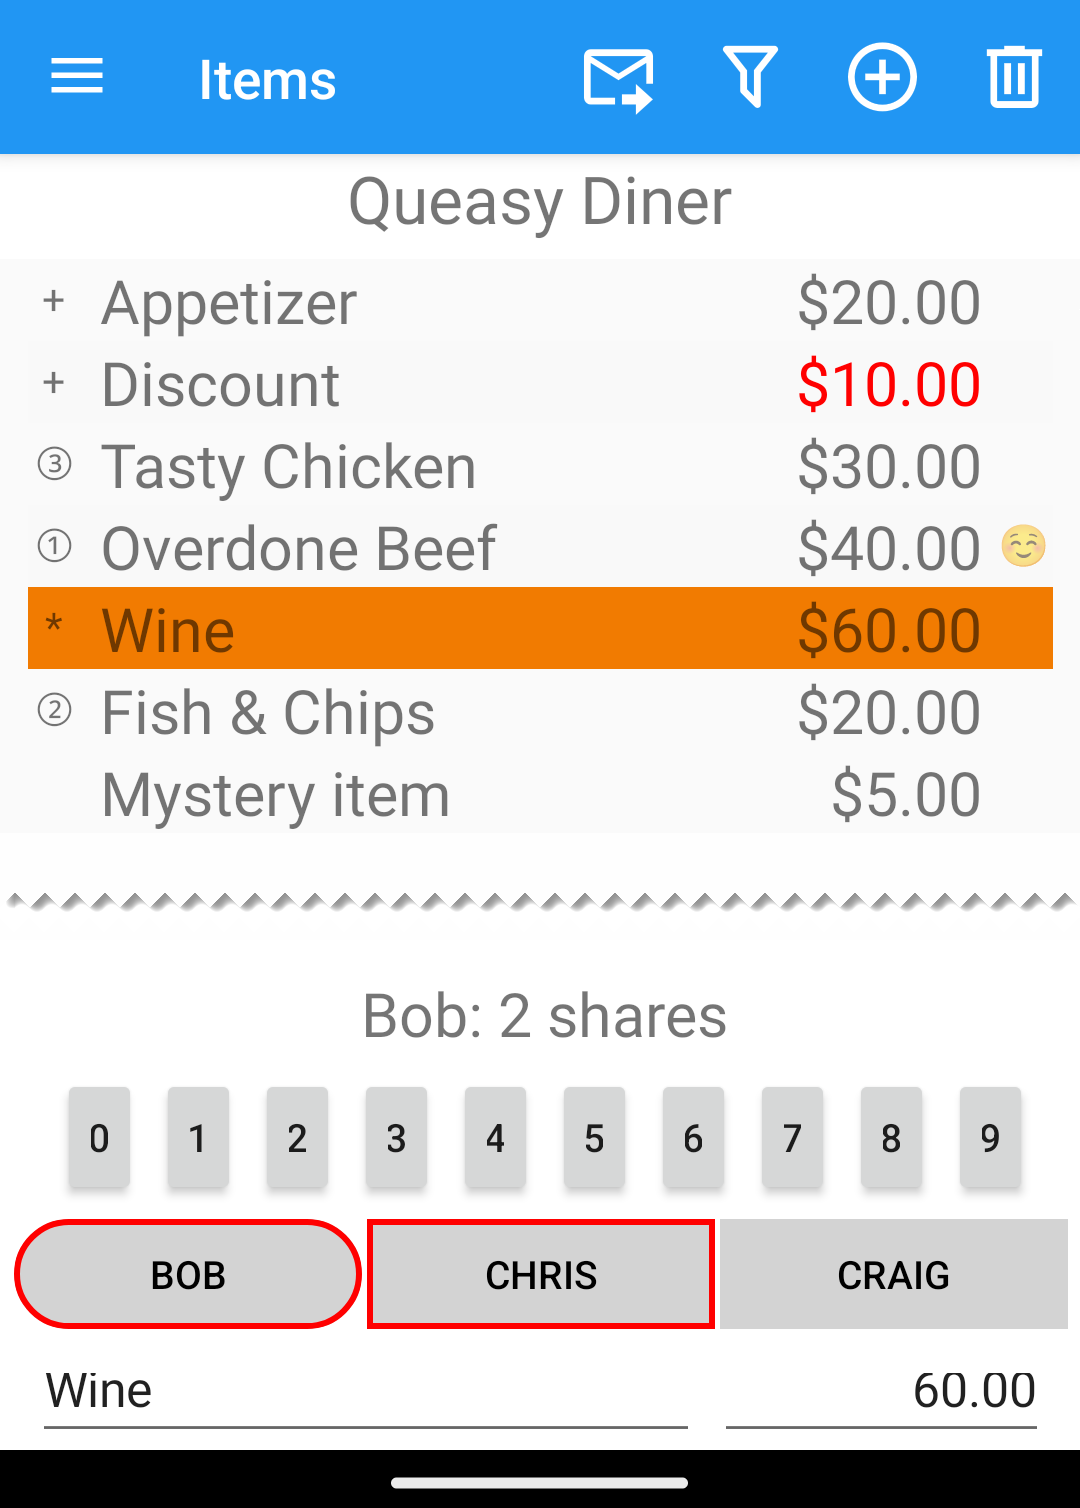 Items
Queasy Diner
+ Appetizer $20.00
+ Discount $10.00
③ Tasty Chicken $30.00
① Overdone Beef $40.00
* Wine $60.00
② Fish & Chips $20.00
Mystery item $5.00
Bob: 2 shares
0 1 2 3 4 5 6 7 8 9
BOB CHRIS CRAIG
Wine 60.00